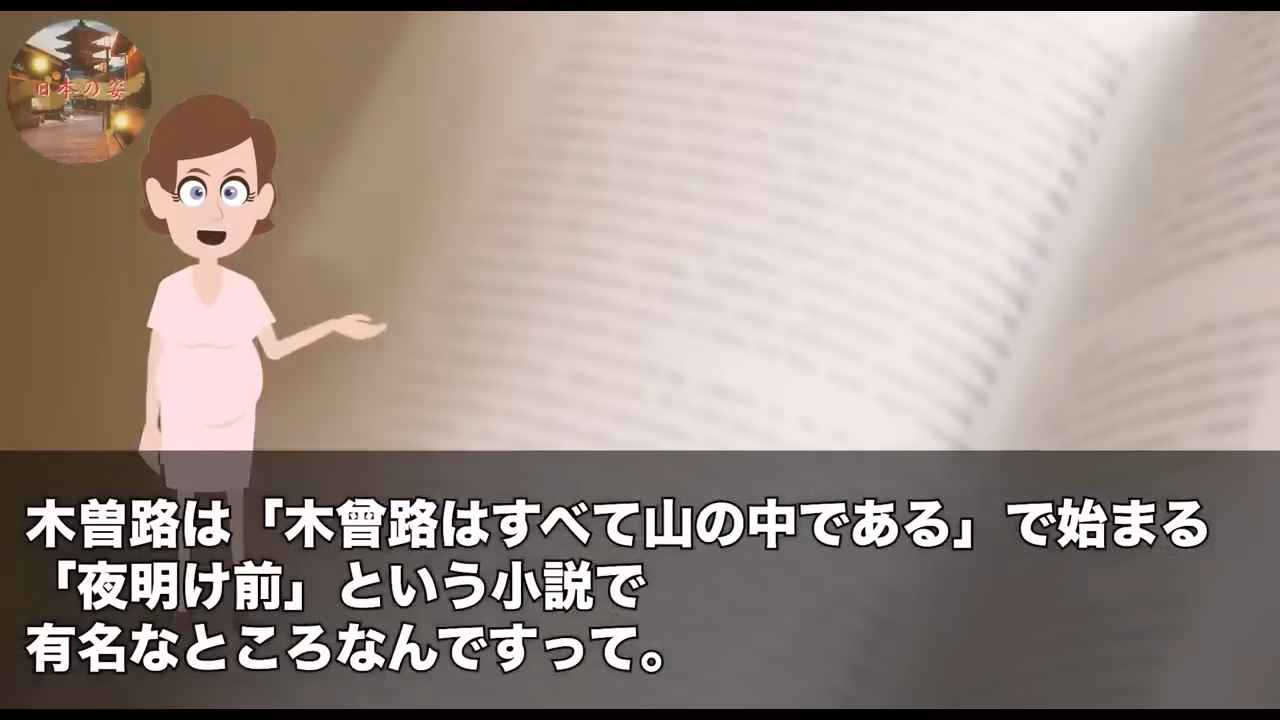 日本の姿
木曽路は「木曾路はすべて山の中である」で始まる
「夜明け前」という小説で
有名なところなんですって。